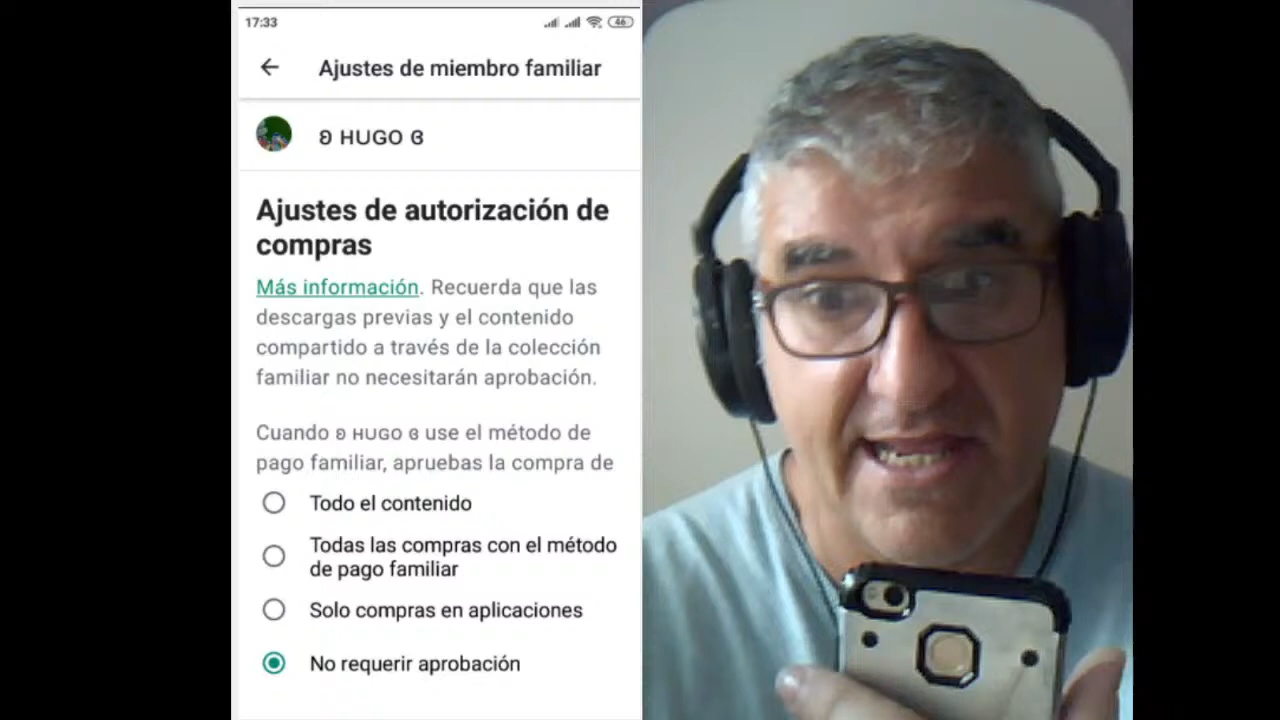 17:33
46
Ajustes de miembro familiar
ʚ HUGO ɞ
Ajustes de autorización de
compras
Más información. Recuerda que las
descargas previas y el contenido
compartido a través de la colección
familiar no necesitarán aprobación.
Cuando ʚ HUGO ɞ use el método de
pago familiar, apruebas la compra de
Todo el contenido
Todas las compras con el método
de pago familiar
Solo compras en aplicaciones
No requerir aprobación